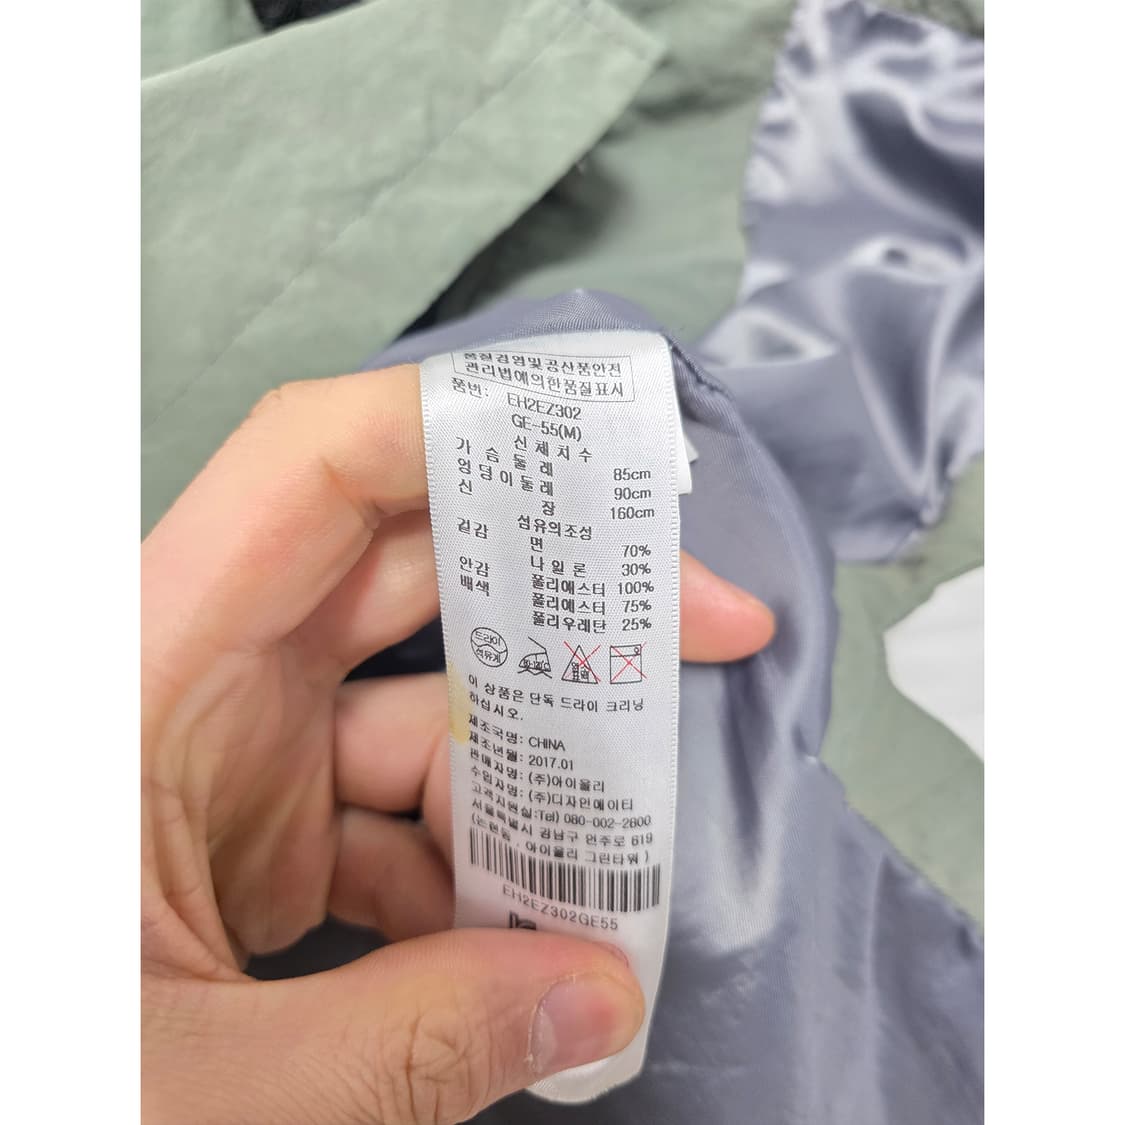 품질경영및공산품안전
관리법에의한품질표시
품번: EH2EZ302
GE-55(M)
신체치수
가슴둘레 85cm
엉덩이둘레 90cm
신장 160cm
섬유의조성
겉감 면 70%
나일론 30%
안감 폴리에스터 100%
배색 폴리에스터 75%
폴리우레탄 25%
드라이
석유계
이 상품은 단독 드라이 크리닝
하십시오.
제조국명: CHINA
제조년월: 2017.01
판매자명: (주)아이올리
수입자명: (주)디자인에이티
고객지원실:Tel) 080-002-2800
서울특별시 강남구 언주로 619
(논현동, 아이올리 그린타워)
EH2EZ302GE55